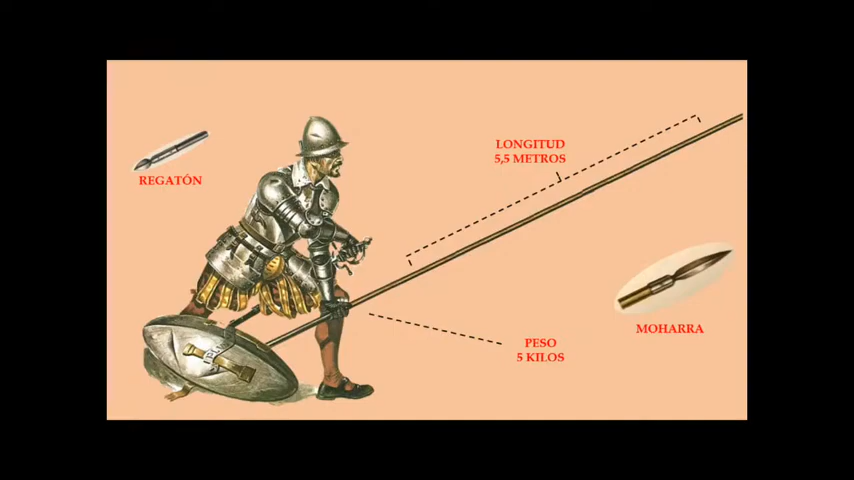 LONGITUD
5,5 METROS
REGATÓN
MOHARRA
PESO
5 KILOS